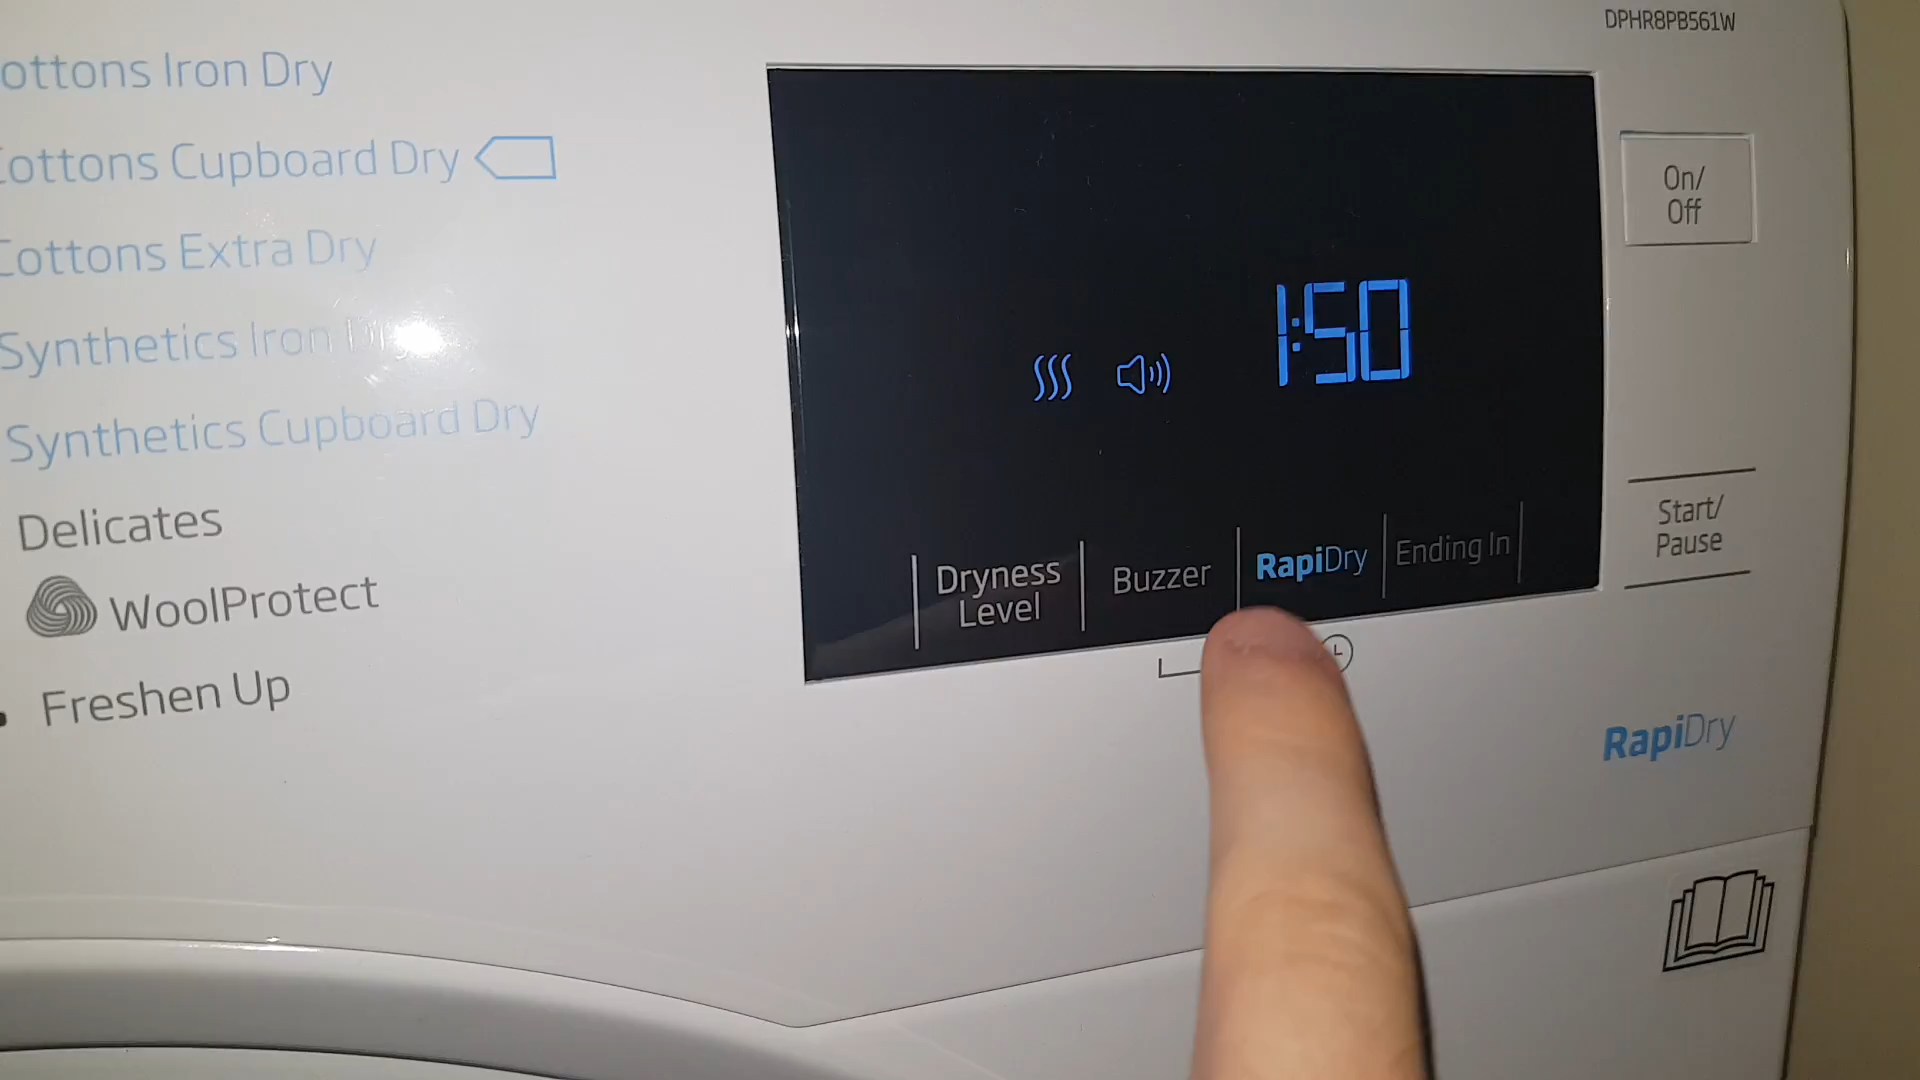 DPHR8PB561W
ottons Iron Dry
Cottons Cupboard Dry
Cottons Extra Dry
Synthetics Iron Dry
Synthetics Cupboard Dry
Delicates
WoolProtect
Freshen Up
1:50
Dryness
Level
Buzzer
RapiDry
Ending In
On/
Off
Start/
Pause
RapiDry